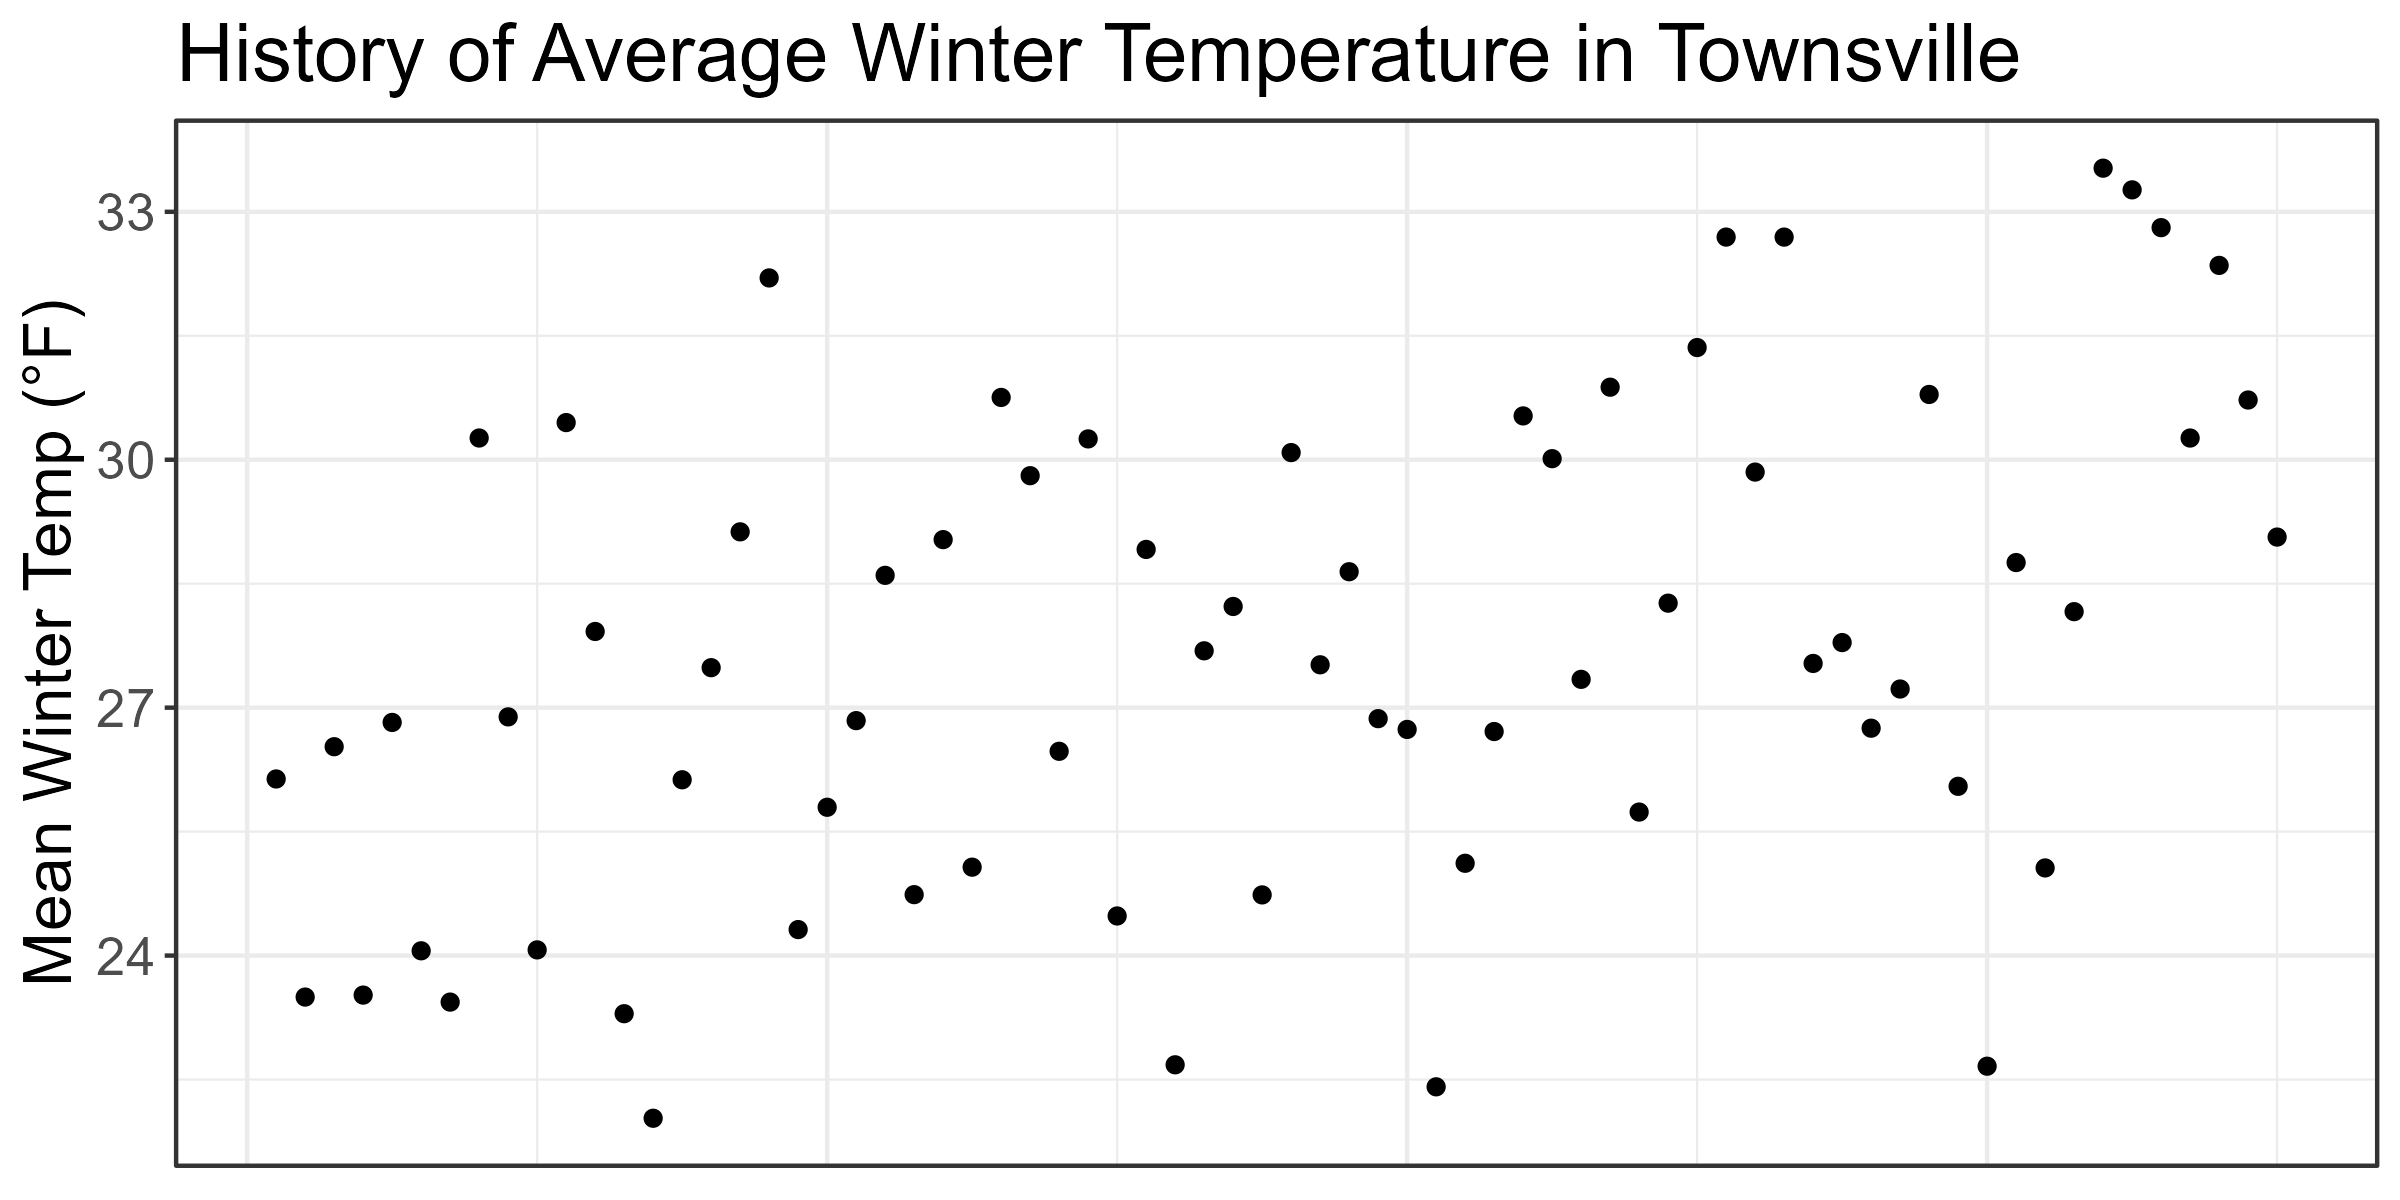 History of Average Winter Temperature in Townsville
Mean Winter Temp (°F)
33
30
27
24